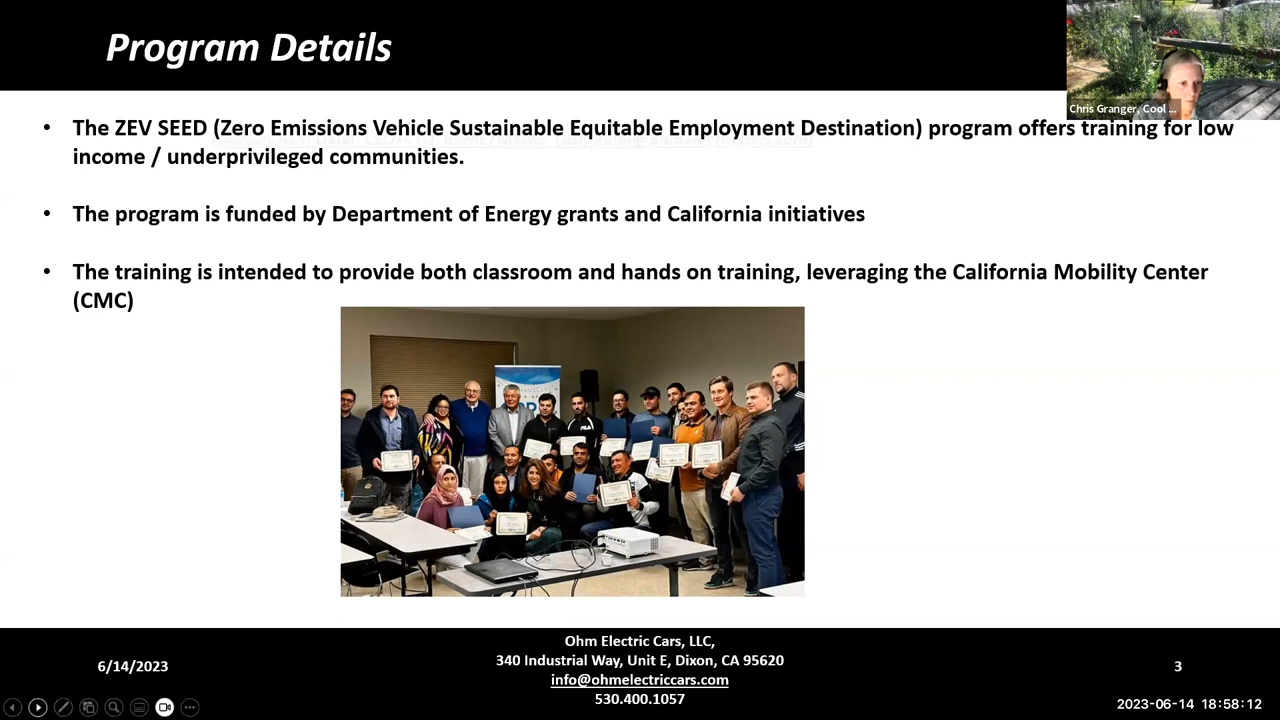 Program Details
Chris Granger, Cool ...
• The ZEV SEED (Zero Emissions Vehicle Sustainable Equitable Employment Destination) program offers training for low
income / underprivileged communities.
• The program is funded by Department of Energy grants and California initiatives
• The training is intended to provide both classroom and hands on training, leveraging the California Mobility Center
(CMC)
6/14/2023
Ohm Electric Cars, LLC,
340 Industrial Way, Unit E, Dixon, CA 95620
info@ohmelectriccars.com
530.400.1057
3
2023-06-14 18:58:12